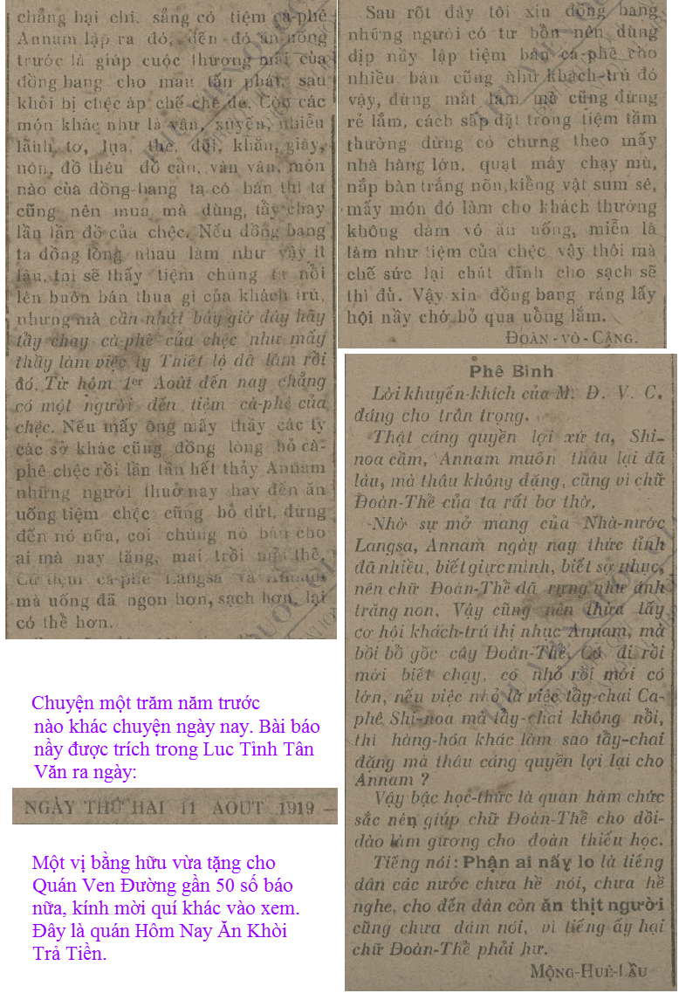 chẳng hại chi, sẳng có tiệm cà-phê
Annam lập ra đó, đến đó ăn uống
trước là giúp cuộc thương mãi của
đồng bang cho mau tấn phát, sau
khỏi bị chệc áp chế chê dè. Còn các
món khác như là vân, xuyến, nhiễu
lãnh, tơ, lụa, the, đũi, khăn, giày,
nón, đồ thêu đồ cẩn, vân vân, món
nào của đồng-bang ta có bán thì ta
cũng nên mua mà dùng, tẩy chay
lần lần đồ của chệc. Nếu đồng bang
ta đồng lòng nhau làm như vậy ít
lâu, thì sẽ thấy tiệm chúng ta nổi
lên buôn bán thua gì của khách trú,
nhưng mà cần nhứt bây giờ đây hãy
tẩy chay cà-phê của chệc như mấy
thầy làm việc ty Thiết lộ đã làm rồi
đó. Từ hôm 1er Août đến nay chẳng
có một người đến tiệm cà-phê của
chệc. Nếu mấy ông mấy thầy các ty
các sở khác cũng đồng lòng bỏ cà-
phê chệc rồi lần lần hết thảy Annam
những người thuở nay hay đến ăn
uống tiệm chệc cũng bỏ dứt, đừng
đến nó nữa, coi chúng nó bán cho
ai mà nay tăng, mai trồi mãi thế.
Cứ tiệm cà-phê Langsa và Annam
mà uống đã ngon hơn, sạch hơn, lại
có thể hơn.
Sau rốt đây tôi xin đồng bang
những người có tư bổn nên dùng
dịp nầy lập tiệm bán cà-phê cho
nhiều bán cũng như khách-trú đó
vậy, đừng mắt lắm mà cũng đừng
rẻ lắm, cách sắp đặt trong tiệm tầm
thường đừng có chưng theo mấy
nhà hàng lớn, quạt máy chạy mù,
nắp bàn trắng nõn, kiểng vật sum sê,
mấy món đó làm cho khách thường
không dám vô ăn uống, miễn là
làm như tiệm của chệc vậy thôi mà
chế sức lại chút đĩnh cho sạch sẽ
thì đủ. Vậy xin đồng bang ráng lấy
hội nầy chớ bỏ qua uổng lắm.
ĐOÀN-VÕ-CẬNG.
Phê Bình
Lời khuyến-khích của M. Đ. V. C.
đáng cho trân trọng.
Thật cáng quyền lợi xứ ta, Shi-
noa cầm, Annam muốn thâu lại đã
lâu, mà thâu không đặng, cũng vì chữ
Đoàn-Thể của ta rất bơ thờ.
Nhờ sự mở mang của Nhà-nước
Langsa, Annam ngày nay thức tỉnh
đã nhiều, biết giực mình, biết sợ nhục,
nên chữ Đoàn-Thể đã rựng như ánh
trăng non. Vậy cũng nên thừa lấy
cơ hội khách-trú thị nhục Annam, mà
bồi bổ gốc cây Đoàn-Thể. Có đi rồi
mới biết chạy, có nhỏ rồi mới có
lớn, nếu việc nhỏ là việc tẩy-chai Ca-
phê Shi-noa mà tẩy-chai không nổi,
thì hàng-hóa khác làm sao tẩy-chai
đặng mà thâu cáng quyền lợi lại cho
Annam ?
Vậy bậc học-thức là quan hàm chức
sắc nên giúp chữ Đoàn-Thể cho dồi-
dào làm gương cho đoàn thiếu học.
Tiếng nói: Phận ai nấy lo là tiếng
dân các nước chưa hề nói, chưa hề
nghe, cho đến dân còn ăn thịt người
cũng chưa dám nói, vì tiếng ấy hại
chữ Đoàn-Thể phải hư.
MỘNG-HUÊ-LẦU
Chuyện một trăm năm trước
nào khác chuyện ngày nay. Bài báo
nầy được trích trong Luc Tỉnh Tân
Văn ra ngày:
NGÀY THỨ HAI 11 AOUT 1919 —
Một vị bằng hữu vừa tặng cho
Quán Ven Đường gần 50 số báo
nữa, kính mời quí khác vào xem.
Đây là quán Hôm Nay Ăn Khòi
Trả Tiền.